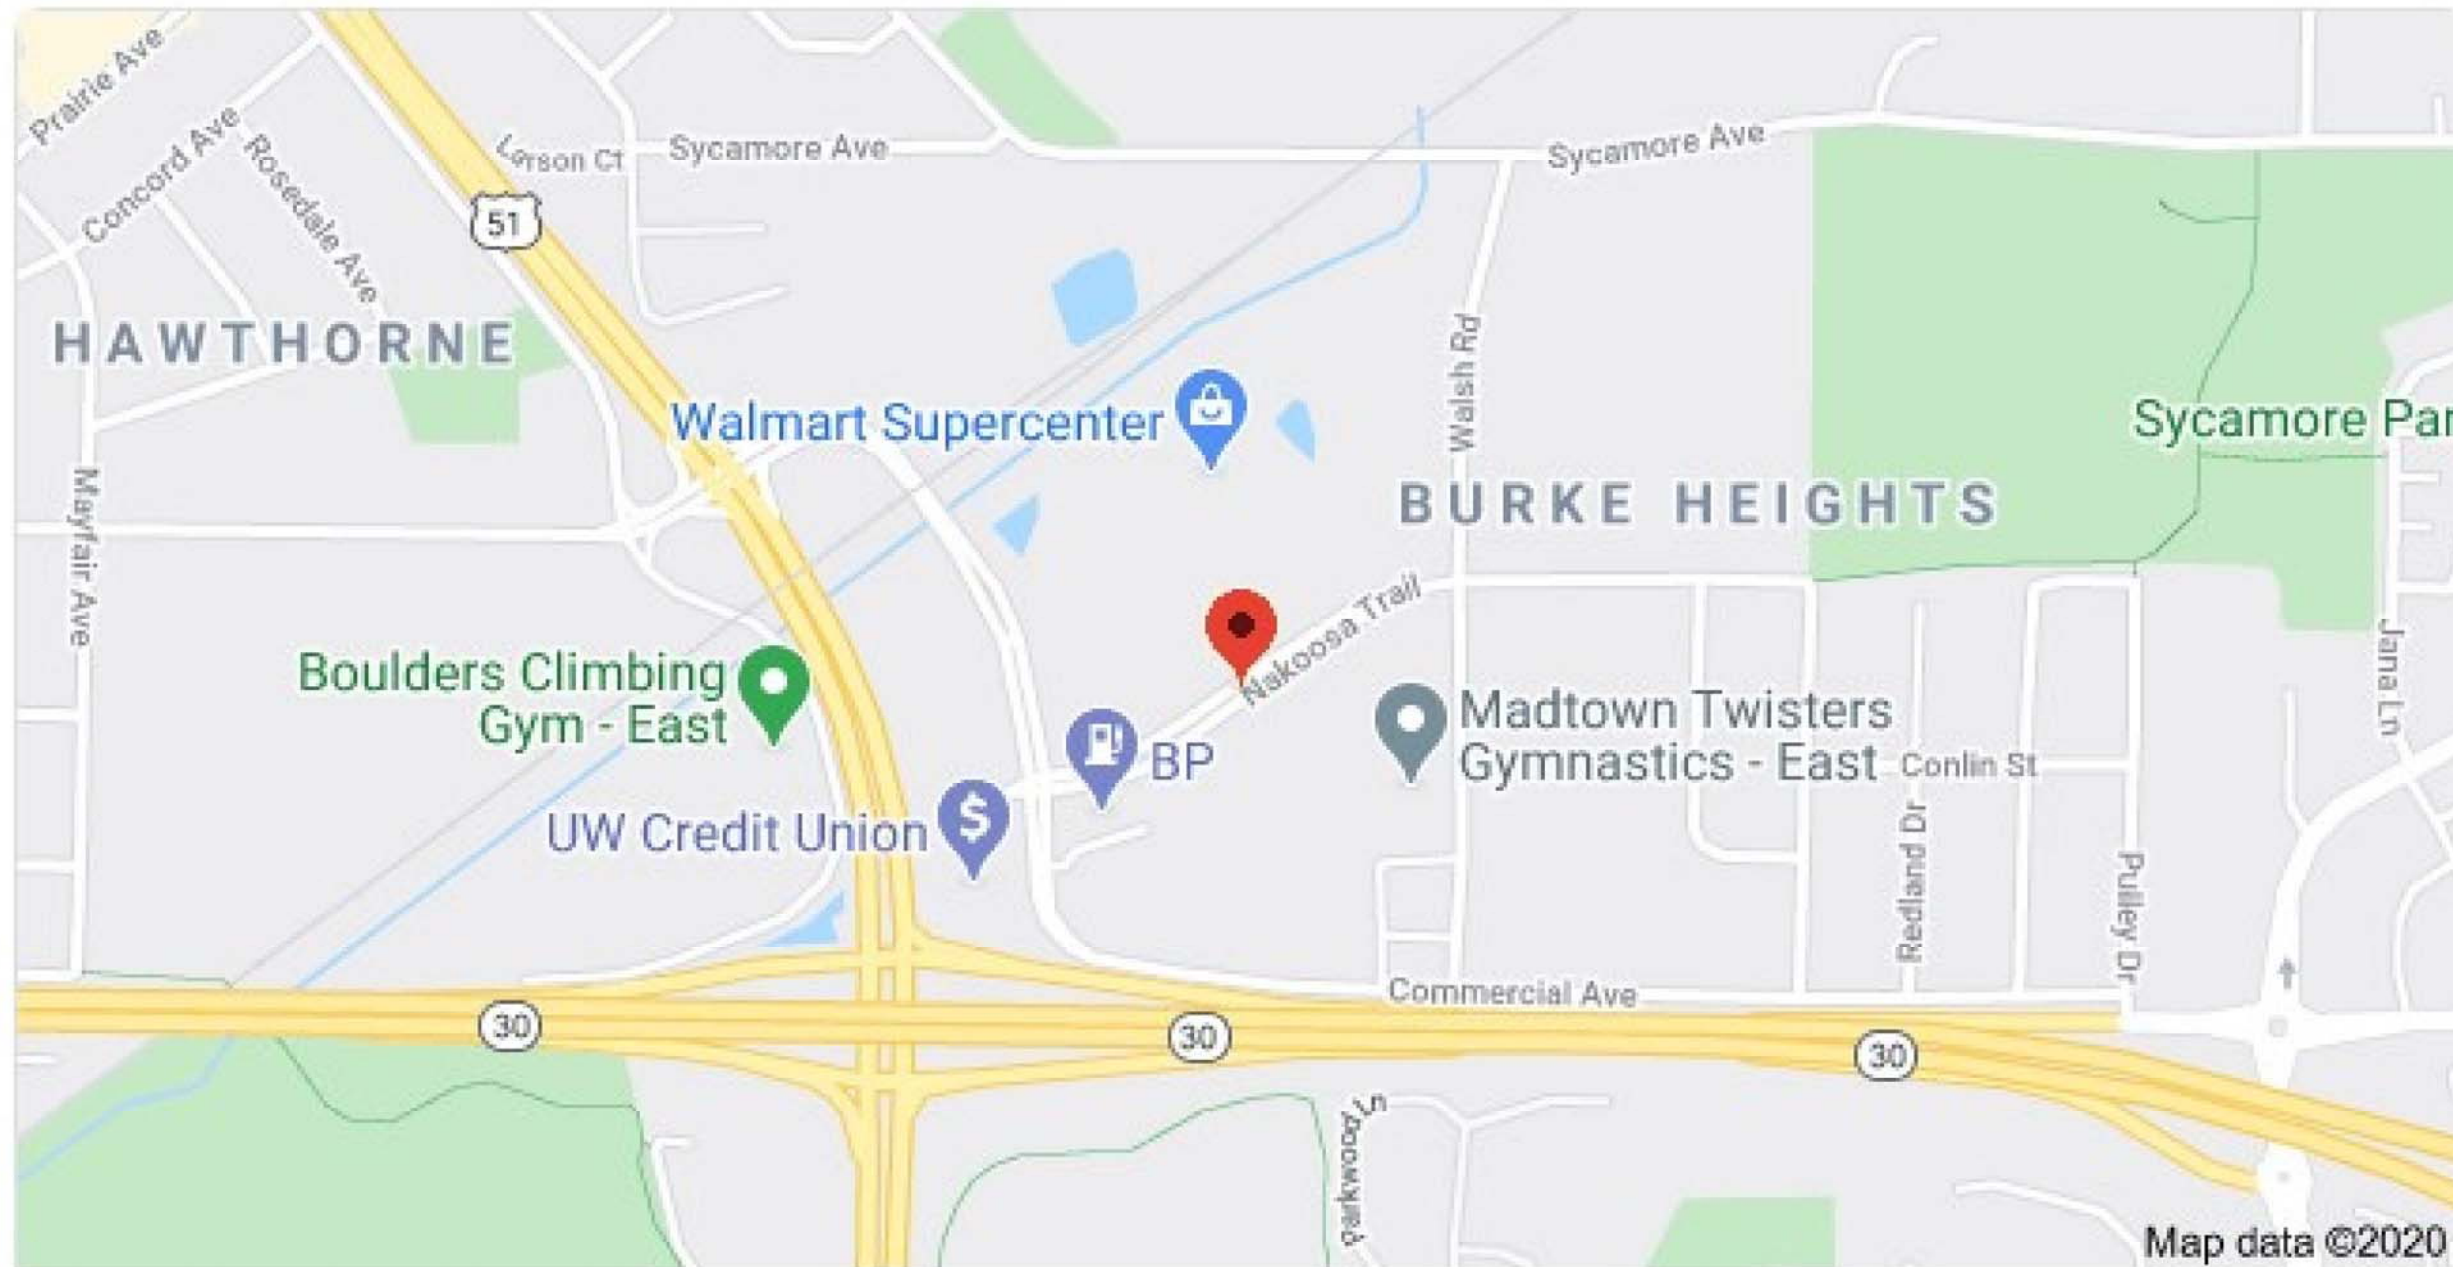 Prairie Ave
Concord Ave
Rosedale Ave
51
Larson Ct
Sycamore Ave
Sycamore Ave
HAWTHORNE
Walmart Supercenter
Walsh Rd
Sycamore Par
BURKE HEIGHTS
Mayfair Ave
Nakoosa Trail
Boulders Climbing
Gym - East
BP
Madtown Twisters
Gymnastics - East
Conlin St
Jana Ln
UW Credit Union
Redland Dr
Pulley Dr
Commercial Ave
30
30
30
Parkwood Ln
Map data ©2020